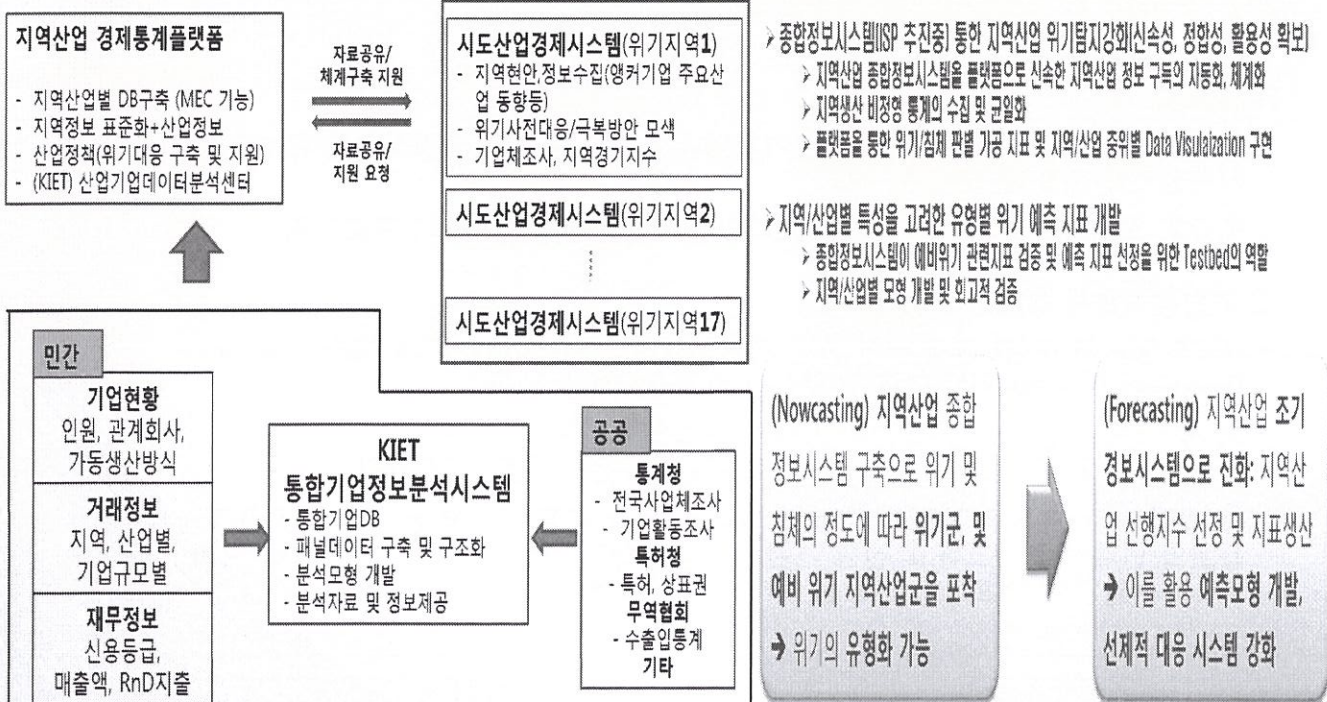 지역산업 경제통계플랫폼
- 지역산업별 DB구축 (MEC 기능)
- 지역정보 표준화+산업정보
- 산업정책(위기대응 구축 및 지원)
- (KIET) 산업기업데이터분석센터
자료공유/
체계구축 지원
자료공유/
지원 요청
시도산업경제시스템(위기지역1)
- 지역현안,정보수집(앵커기업 주요산
업 동향등)
- 위기사전대응/극복방안 모색
- 기업체조사, 지역경기지수
시도산업경제시스템(위기지역2)
시도산업경제시스템(위기지역17)
➢ 종합정보시스템(ISP 추진중) 통한 지역산업 위기탐지강화(신속성, 정합성, 활용성 확보)
➢ 지역산업 종합정보시스템을 플랫폼으로 신속한 지역산업 정보 구득의 자동화, 체계화
➢ 지역생산 비정형 통계의 수집 및 균일화
➢ 플랫폼을 통한 위기/침체 판별 가공 지표 및 지역/산업 중위별 Data Visulaization 구현
➢ 지역/산업별 특성을 고려한 유형별 위기 예측 지표 개발
➢ 종합정보시스템이 예비위기 관련지표 검증 및 예측 지표 선정을 위한 Testbed의 역할
➢ 지역/산업별 모형 개발 및 회고적 검증
민간
기업현황
인원, 관계회사,
가동생산방식
거래정보
지역, 산업별,
기업규모별
재무정보
신용등급,
매출액, RnD지출
KIET
통합기업정보분석시스템
- 통합기업DB
- 패널데이터 구축 및 구조화
- 분석모형 개발
- 분석자료 및 정보제공
공공
통계청
- 전국사업체조사
- 기업활동조사
특허청
- 특허, 상표권
무역협회
- 수출입통계
기타
(Nowcasting) 지역산업 종합
정보시스템 구축으로 위기 및
침체의 정도에 따라 위기군, 및
예비 위기 지역산업군을 포착
➔ 위기의 유형화 가능
(Forecasting) 지역산업 조기
경보시스템으로 진화: 지역산
업 선행지수 선정 및 지표생산
➔ 이를 활용 예측모형 개발,
선제적 대응 시스템 강화